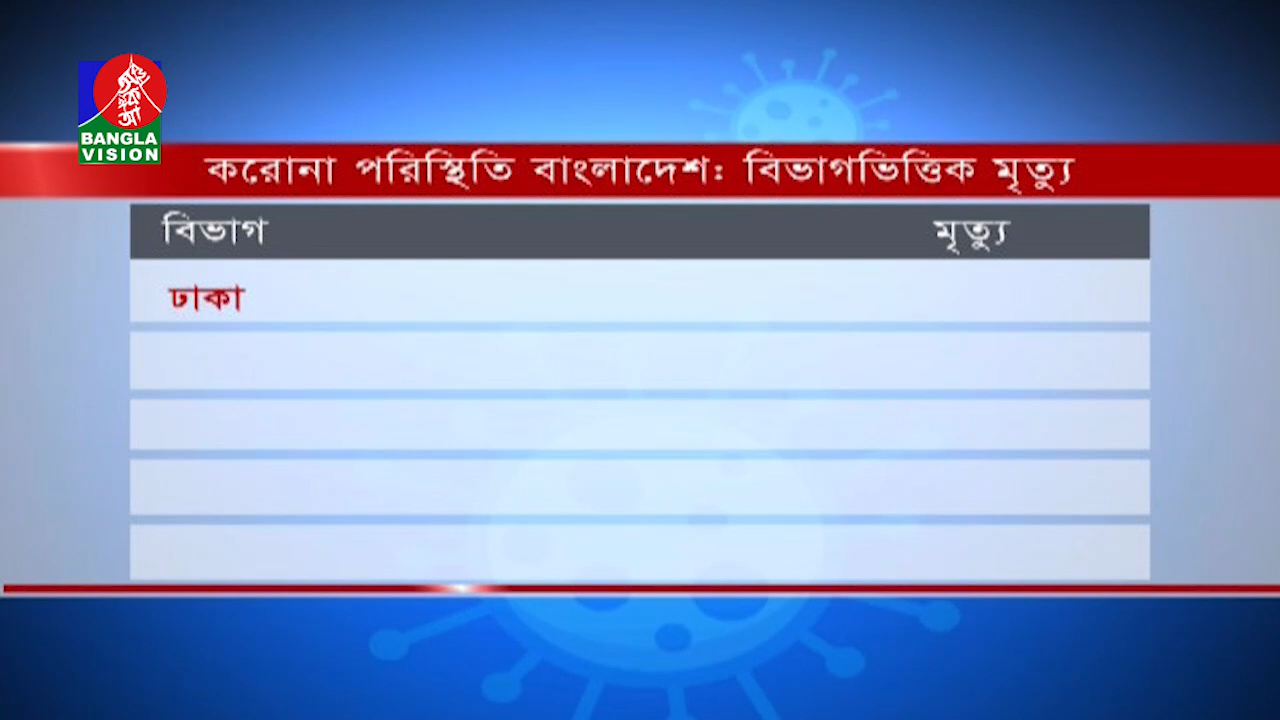 BANGLA
VISION
করোনা পরিস্থিতি বাংলাদেশ: বিভাগভিত্তিক মৃত্যু
বিভাগ মৃত্যু
ঢাকা